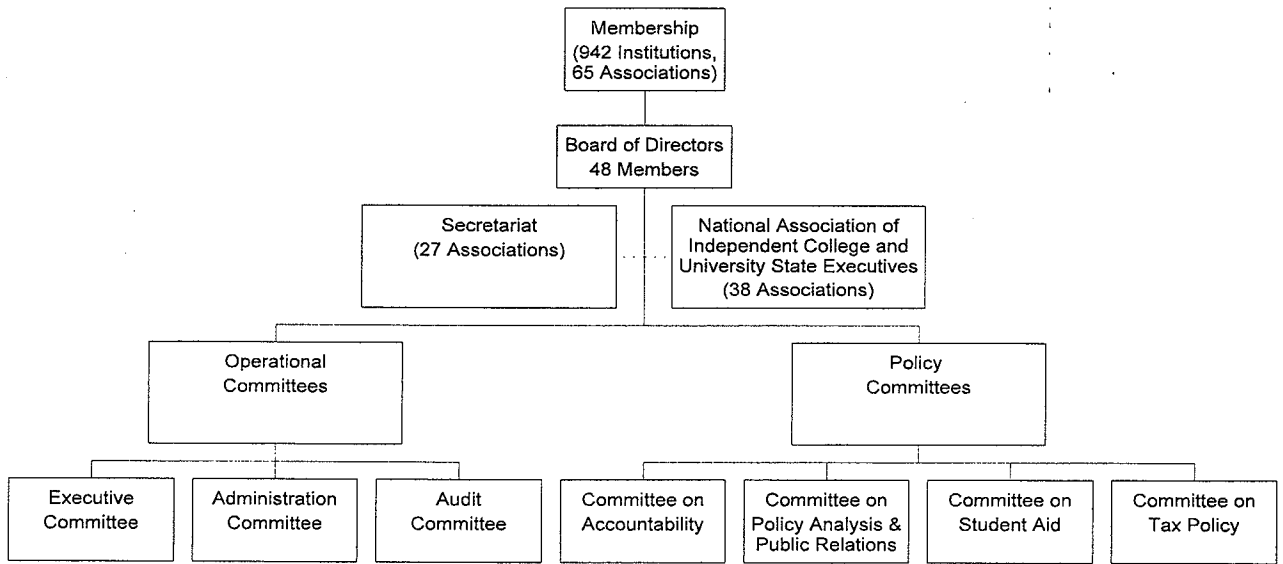 Membership
(942 Institutions,
65 Associations)
Board of Directors
48 Members
Secretariat
(27 Associations)
National Association of
Independent College and
University State Executives
(38 Associations)
Operational
Committees
Policy
Committees
Executive
Committee
Administration
Committee
Audit
Committee
Committee on
Accountability
Committee on
Policy Analysis &
Public Relations
Committee on
Student Aid
Committee on
Tax Policy